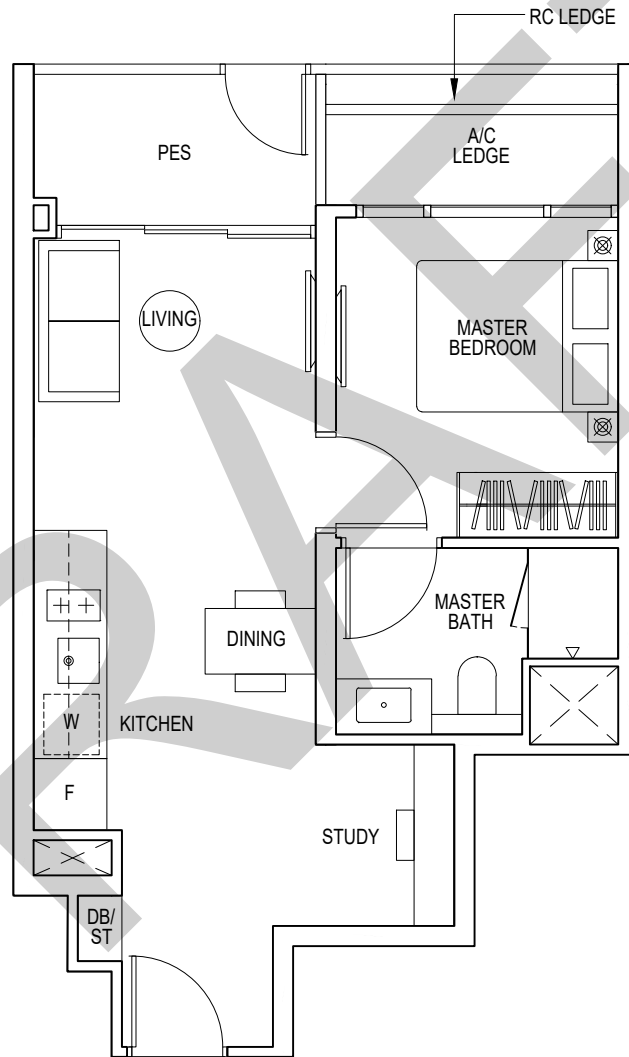 RC LEDGE
PES
A/C
LEDGE
LIVING
MASTER
BEDROOM
MASTER
BATH
DINING
W
KITCHEN
F
STUDY
DB/
ST